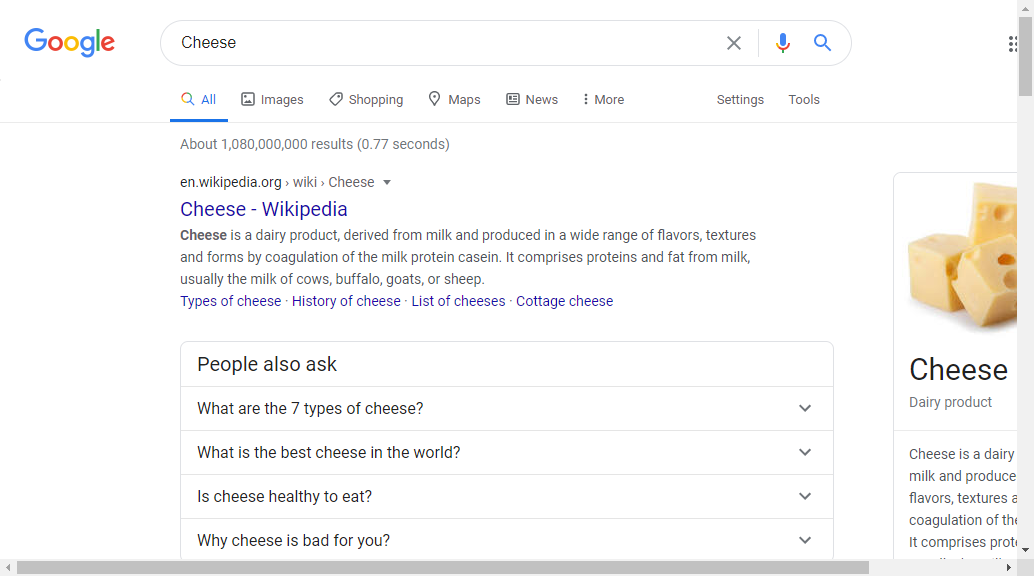 Google
Cheese
All Images Shopping Maps News More Settings Tools
About 1,080,000,000 results (0.77 seconds)
en.wikipedia.org › wiki › Cheese
Cheese - Wikipedia
Cheese is a dairy product, derived from milk and produced in a wide range of flavors, textures
and forms by coagulation of the milk protein casein. It comprises proteins and fat from milk,
usually the milk of cows, buffalo, goats, or sheep.
Types of cheese · History of cheese · List of cheeses · Cottage cheese
People also ask
What are the 7 types of cheese?
What is the best cheese in the world?
Is cheese healthy to eat?
Why cheese is bad for you?
Cheese
Dairy product
Cheese is a dairy
milk and produce
flavors, textures a
coagulation of the
It comprises prote